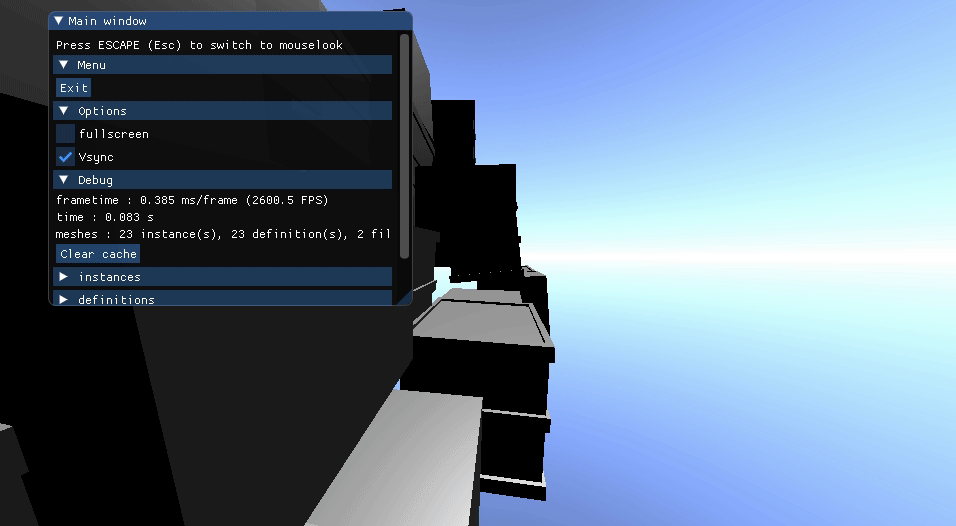 Main window
Press ESCAPE (Esc) to switch to mouselook
Menu
Exit
Options
fullscreen
Vsync
Debug
frametime : 0.385 ms/frame (2600.5 FPS)
time : 0.083 s
meshes : 23 instance(s), 23 definition(s), 2 fil
Clear cache
instances
definitions